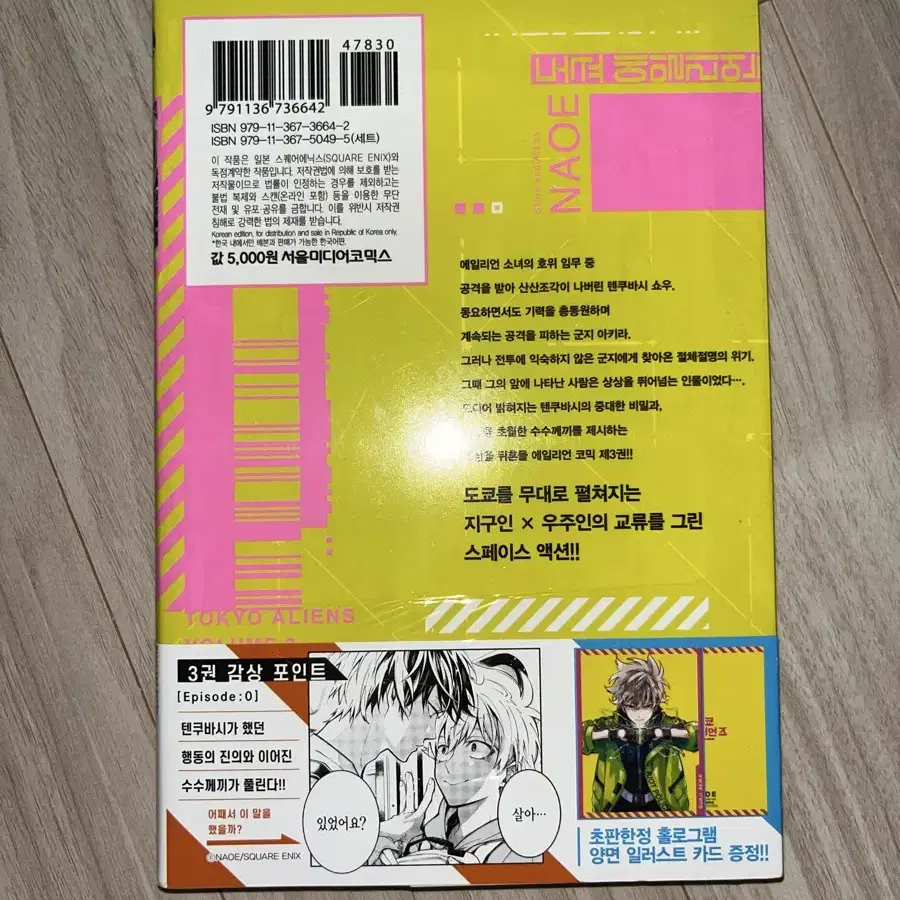 47830
9 791136 736642
ISBN 979-11-367-3664-2
ISBN 979-11-367-5049-5(세트)
이 작품은 일본 스퀘어에닉스(SQUARE ENIX)와
독점계약한 작품입니다. 저작권법에 의해 보호를 받는
저작물이므로 법률이 인정하는 경우를 제외하고는
불법 복제와 스캔(온라인 포함) 등을 이용한 무단
전재 및 유포·공유를 금합니다. 이를 위반시 저작권
침해로 강력한 법의 제재를 받습니다.
Korean edition, for distribution and sale in Republic of Korea only.
*한국 내에서만 배본과 판매가 가능한 한국어판.
값 5,000원 서울미디어코믹스
도쿄 에일리언즈
NAOE
에일리언 소녀의 호위 임무 중
공격을 받아 산산조각이 나버린 텐쿠바시 쇼우.
동요하면서도 기력을 총동원하며
계속되는 공격을 피하는 군지 아키라.
그러나 전투에 익숙하지 않은 군지에게 찾아온 절체절명의 위기.
그때 그의 앞에 나타난 사람은 상상을 뛰어넘는 인물이었다….
밝혀지는 텐쿠바시의 중대한 비밀과,
초월한 수수께끼를 제시하는
뒤흔들 에일리언 코믹 제3권!!
도쿄를 무대로 펼쳐지는
지구인 × 우주인의 교류를 그린
스페이스 액션!!
TOKYO ALIENS
VOLUME 3
3권 감상 포인트
[Episode:0]
텐쿠바시가 했던
행동의 진의와 이어진
수수께끼가 풀린다!!
어째서 이 말을
했을까?
©NAOE/SQUARE ENIX
있었어요?
살아…
초판한정 홀로그램
양면 일러스트 카드 증정!!